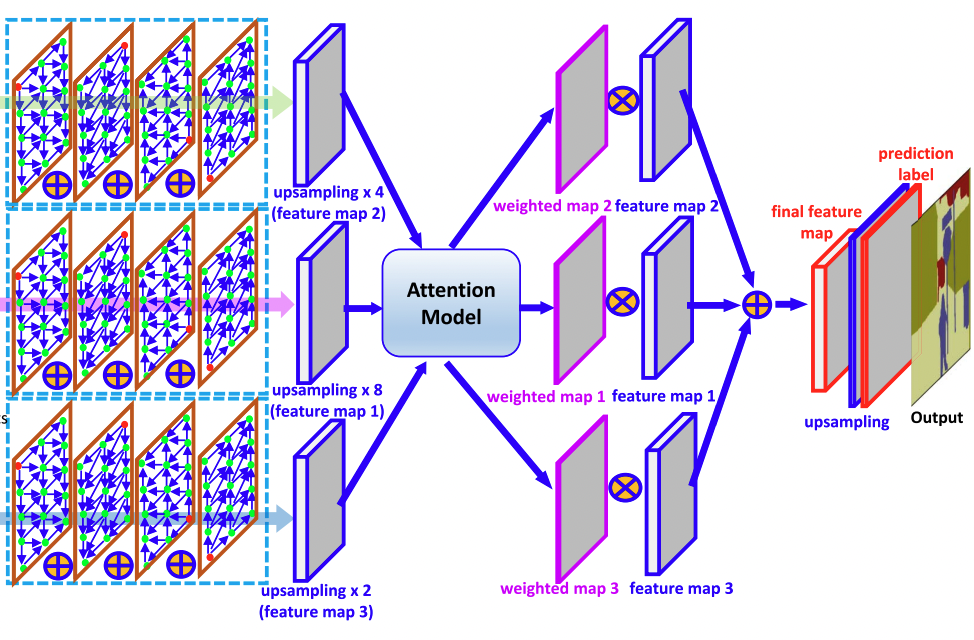 upsampling x 4
(feature map 2)
weighted map 2
feature map 2
prediction
label
final feature
map
Attention
Model
upsampling x 8
(feature map 1)
weighted map 1
feature map 1
upsampling
Output
upsampling x 2
(feature map 3)
weighted map 3
feature map 3